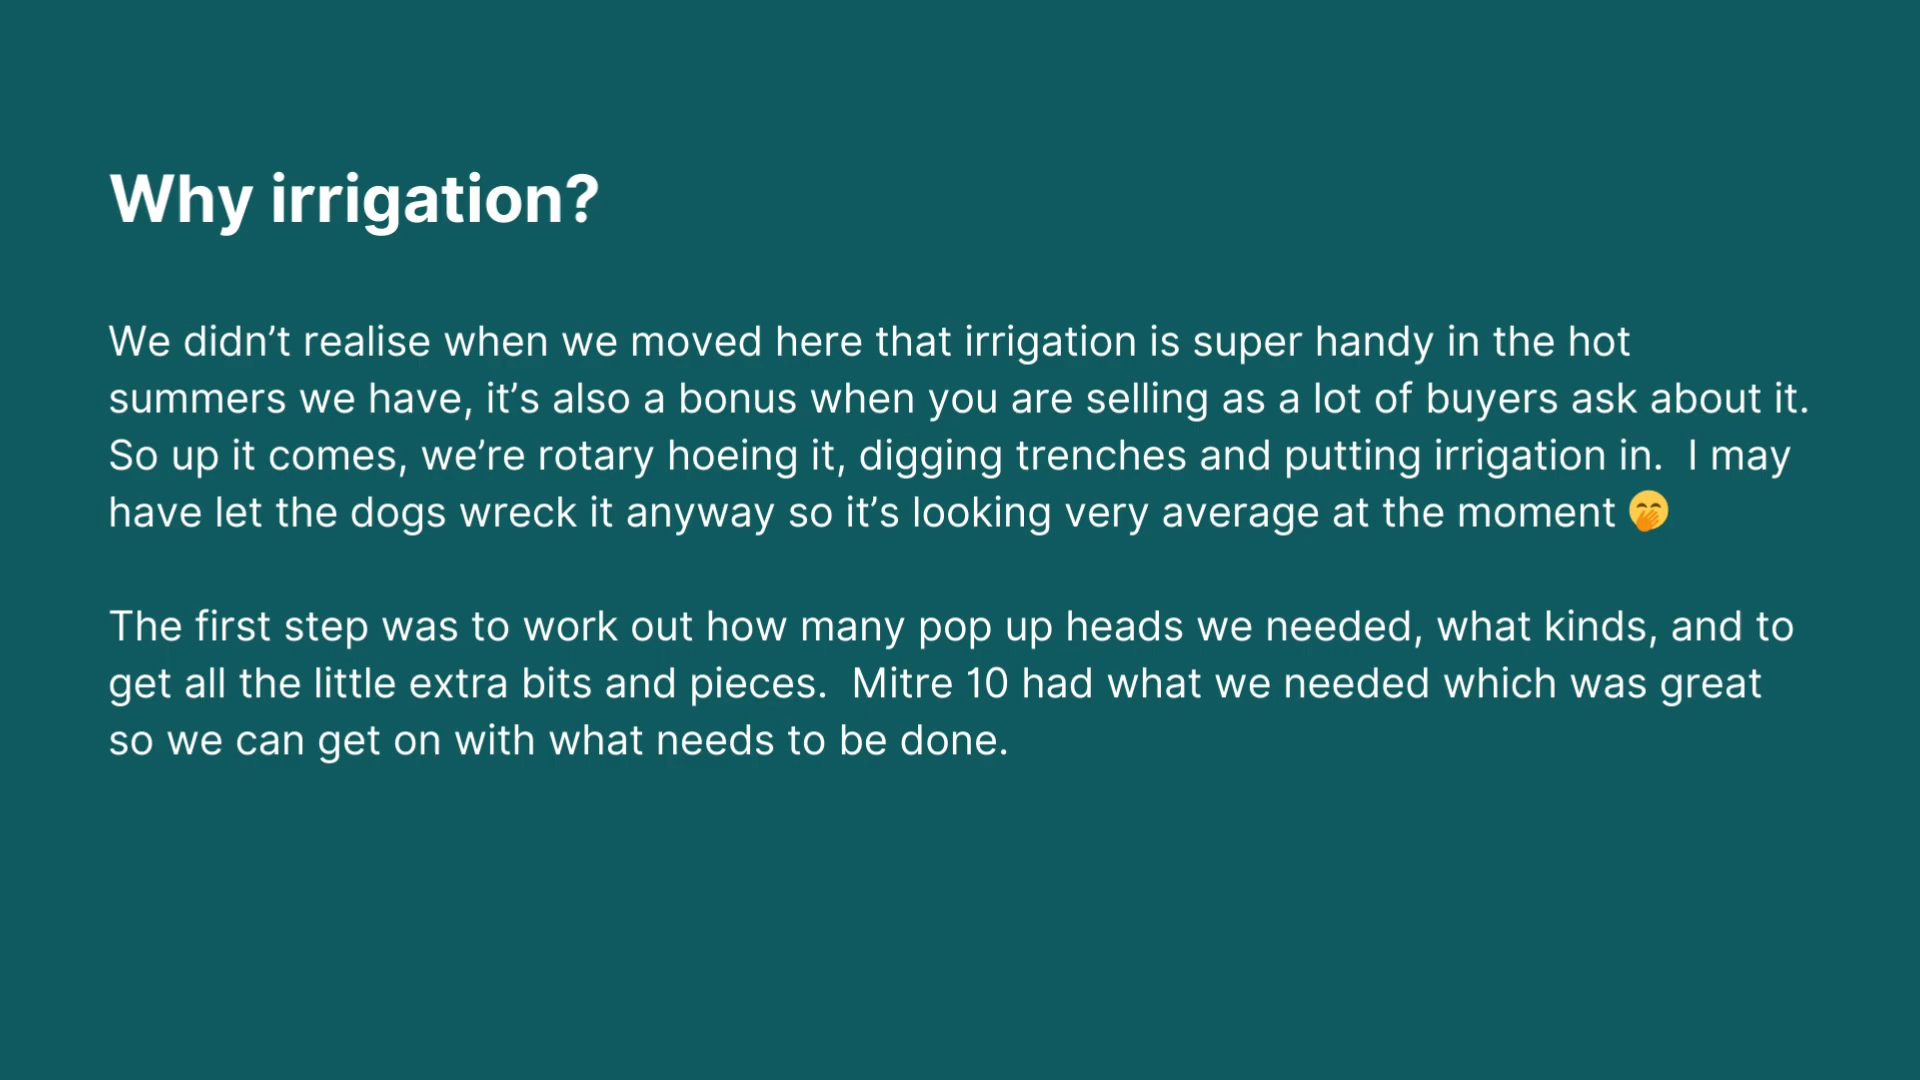 Why irrigation?
We didn’t realise when we moved here that irrigation is super handy in the hot
summers we have, it’s also a bonus when you are selling as a lot of buyers ask about it.
So up it comes, we’re rotary hoeing it, digging trenches and putting irrigation in.  I may
have let the dogs wreck it anyway so it’s looking very average at the moment 🤭
The first step was to work out how many pop up heads we needed, what kinds, and to
get all the little extra bits and pieces.  Mitre 10 had what we needed which was great
so we can get on with what needs to be done.